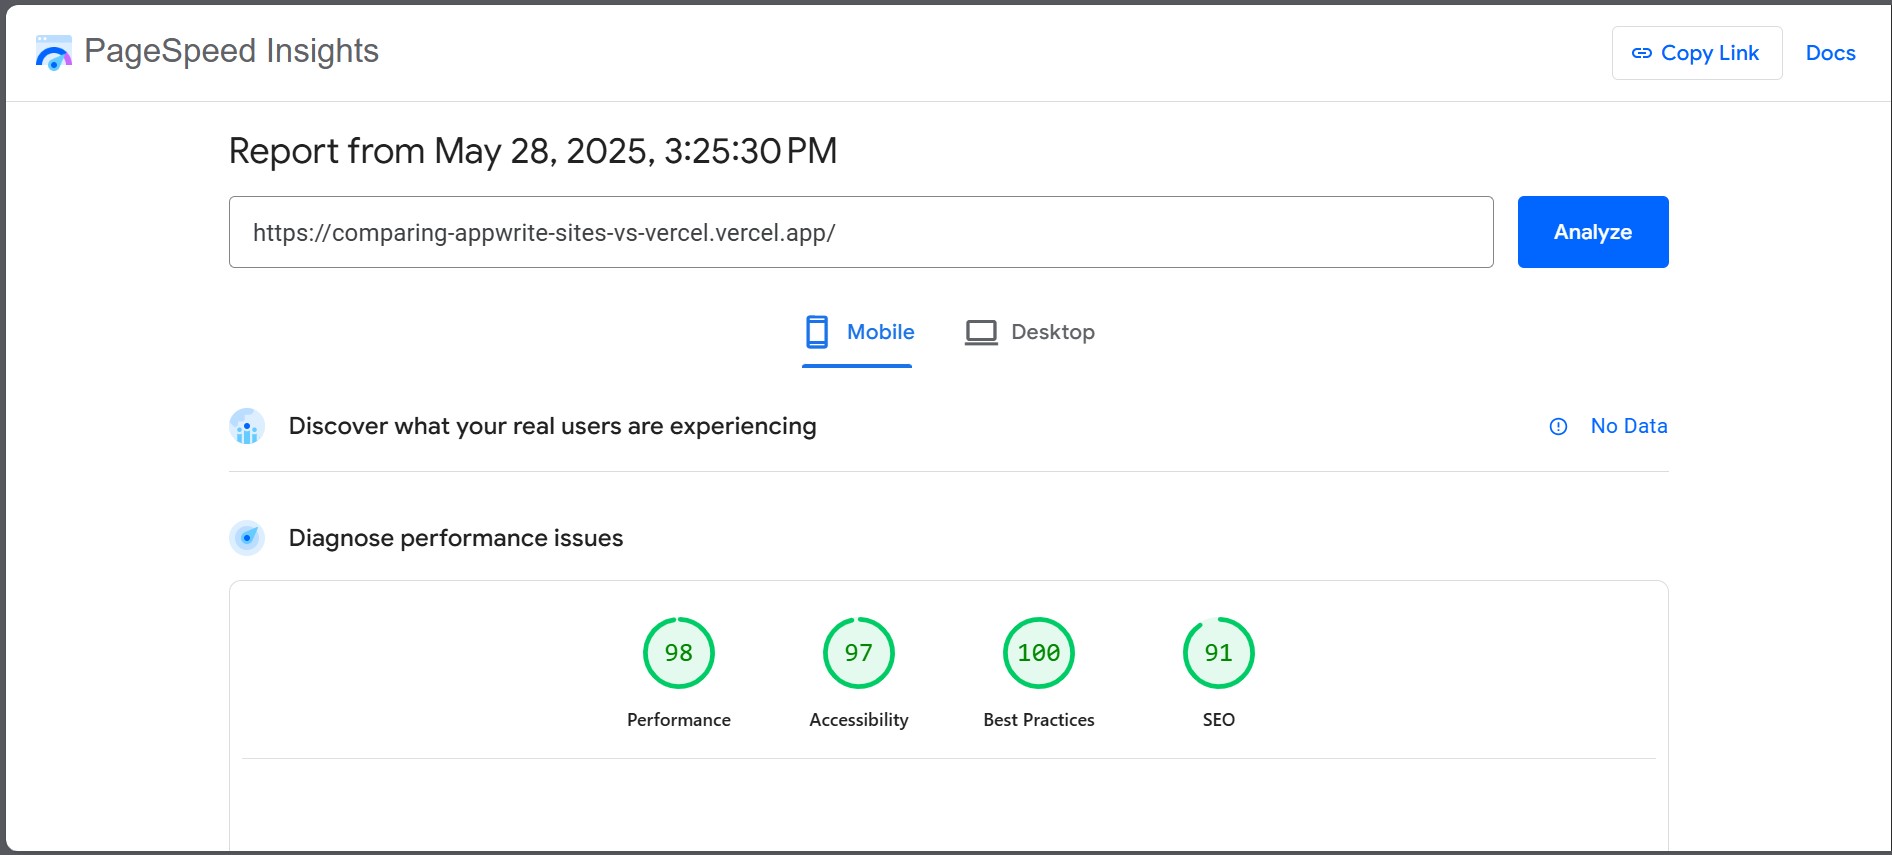 PageSpeed Insights
Copy Link
Docs
Report from May 28, 2025, 3:25:30 PM
https://comparing-appwrite-sites-vs-vercel.vercel.app/
Analyze
Mobile
Desktop
Discover what your real users are experiencing
No Data
Diagnose performance issues
98
97
100
91
Performance
Accessibility
Best Practices
SEO